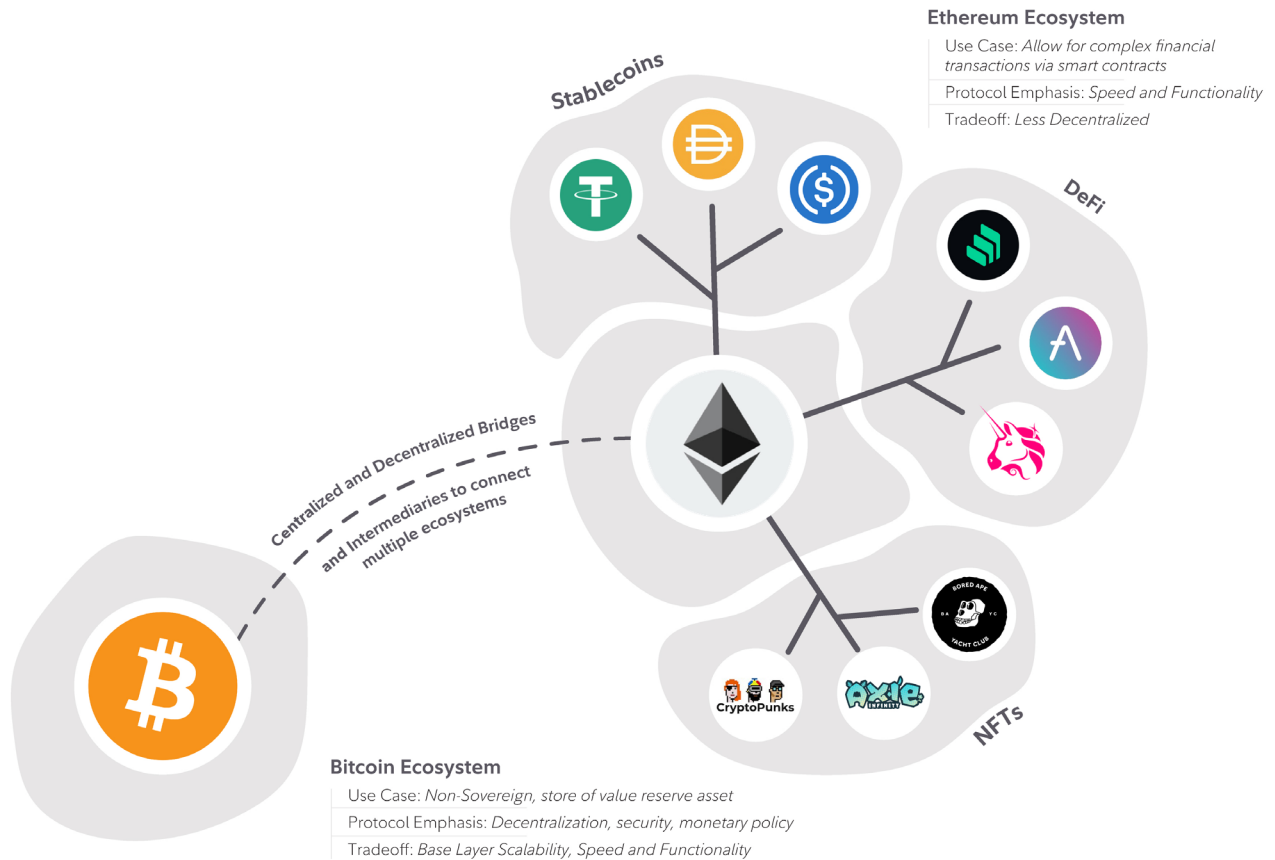 Ethereum Ecosystem
Use Case: Allow for complex financial
transactions via smart contracts
Protocol Emphasis: Speed and Functionality
Tradeoff: Less Decentralized
Stablecoins
DeFi
Centralized and Decentralized Bridges
and Intermediaries to connect
multiple ecosystems
BORED APE
BA YC
YACHT CLUB
CryptoPunks
AXIE
INFINITY
NFTs
Bitcoin Ecosystem
Use Case: Non-Sovereign, store of value reserve asset
Protocol Emphasis: Decentralization, security, monetary policy
Tradeoff: Base Layer Scalability, Speed and Functionality